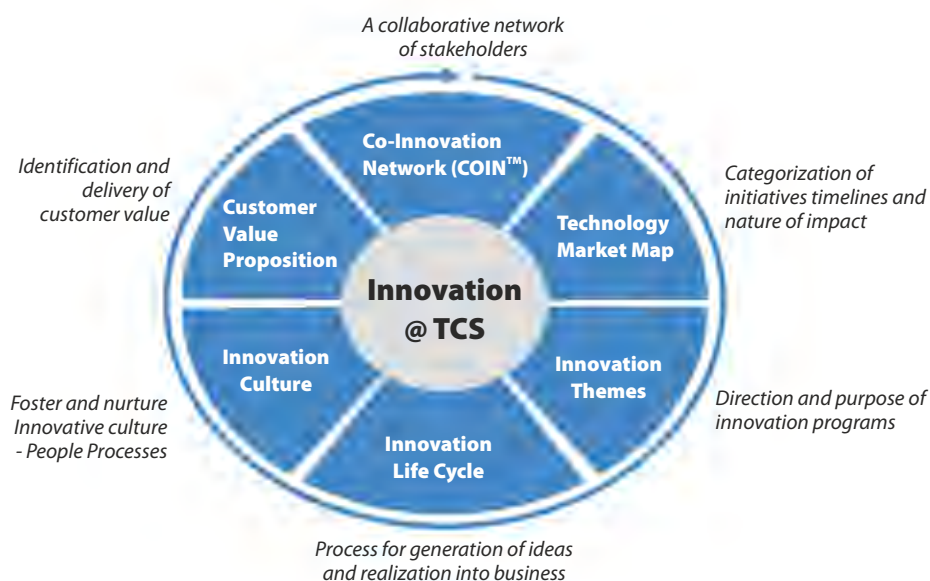 A collaborative network
of stakeholders
Co-Innovation
Network (COIN™)
Identification and
delivery of
customer value
Customer
Value
Proposition
Technology
Market Map
Categorization of
initiatives timelines and
nature of impact
Innovation
@ TCS
Innovation
Culture
Innovation
Themes
Foster and nurture
Innovative culture
- People Processes
Direction and purpose of
innovation programs
Innovation
Life Cycle
Process for generation of ideas
and realization into business